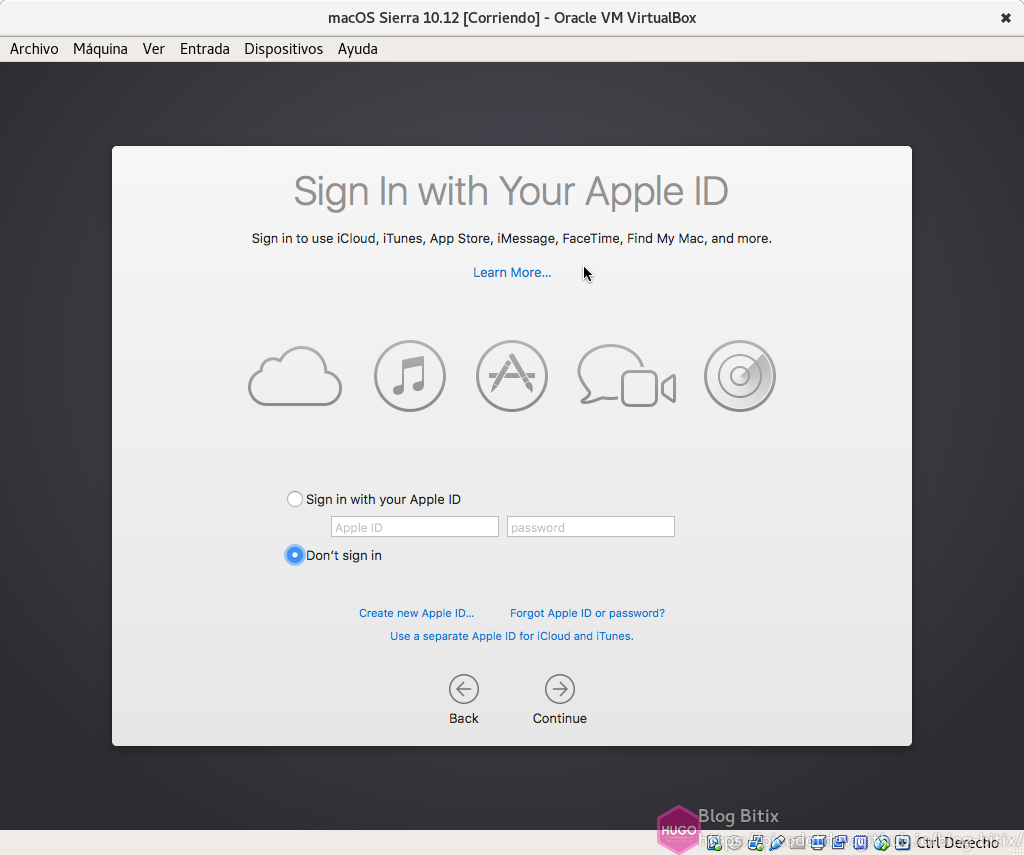 macOS Sierra 10.12 [Corriendo] - Oracle VM VirtualBox
Archivo Máquina Ver Entrada Dispositivos Ayuda
Sign In with Your Apple ID
Sign in to use iCloud, iTunes, App Store, iMessage, FaceTime, Find My Mac, and more.
Learn More...
Sign in with your Apple ID
Apple ID password
Don't sign in
Create new Apple ID... Forgot Apple ID or password?
Use a separate Apple ID for iCloud and iTunes.
Back Continue
Blog Bitix
HUGO
Ctrl Derecho